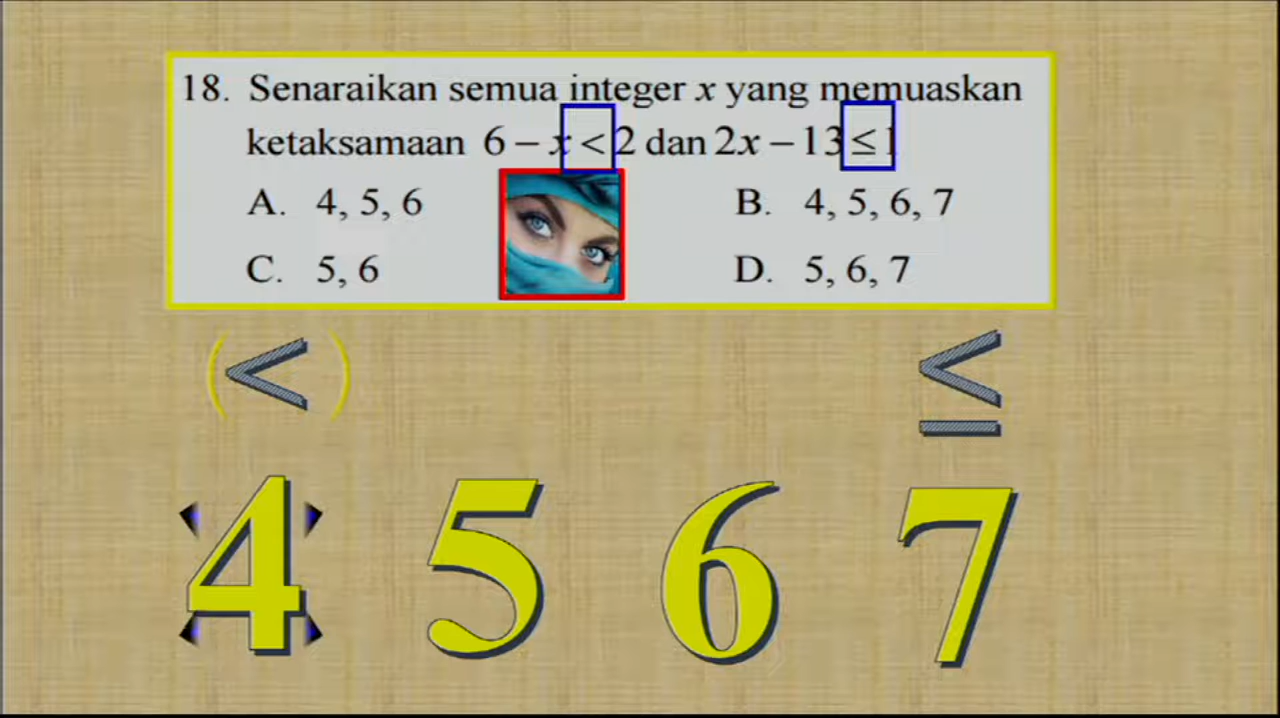 18. Senaraikan semua integer x yang memuaskan
ketaksamaan 6 – x < 2 dan 2x – 13 ≤ 1
A. 4, 5, 6 B. 4, 5, 6, 7
C. 5, 6 D. 5, 6, 7
(<) ≤
4 5 6 7